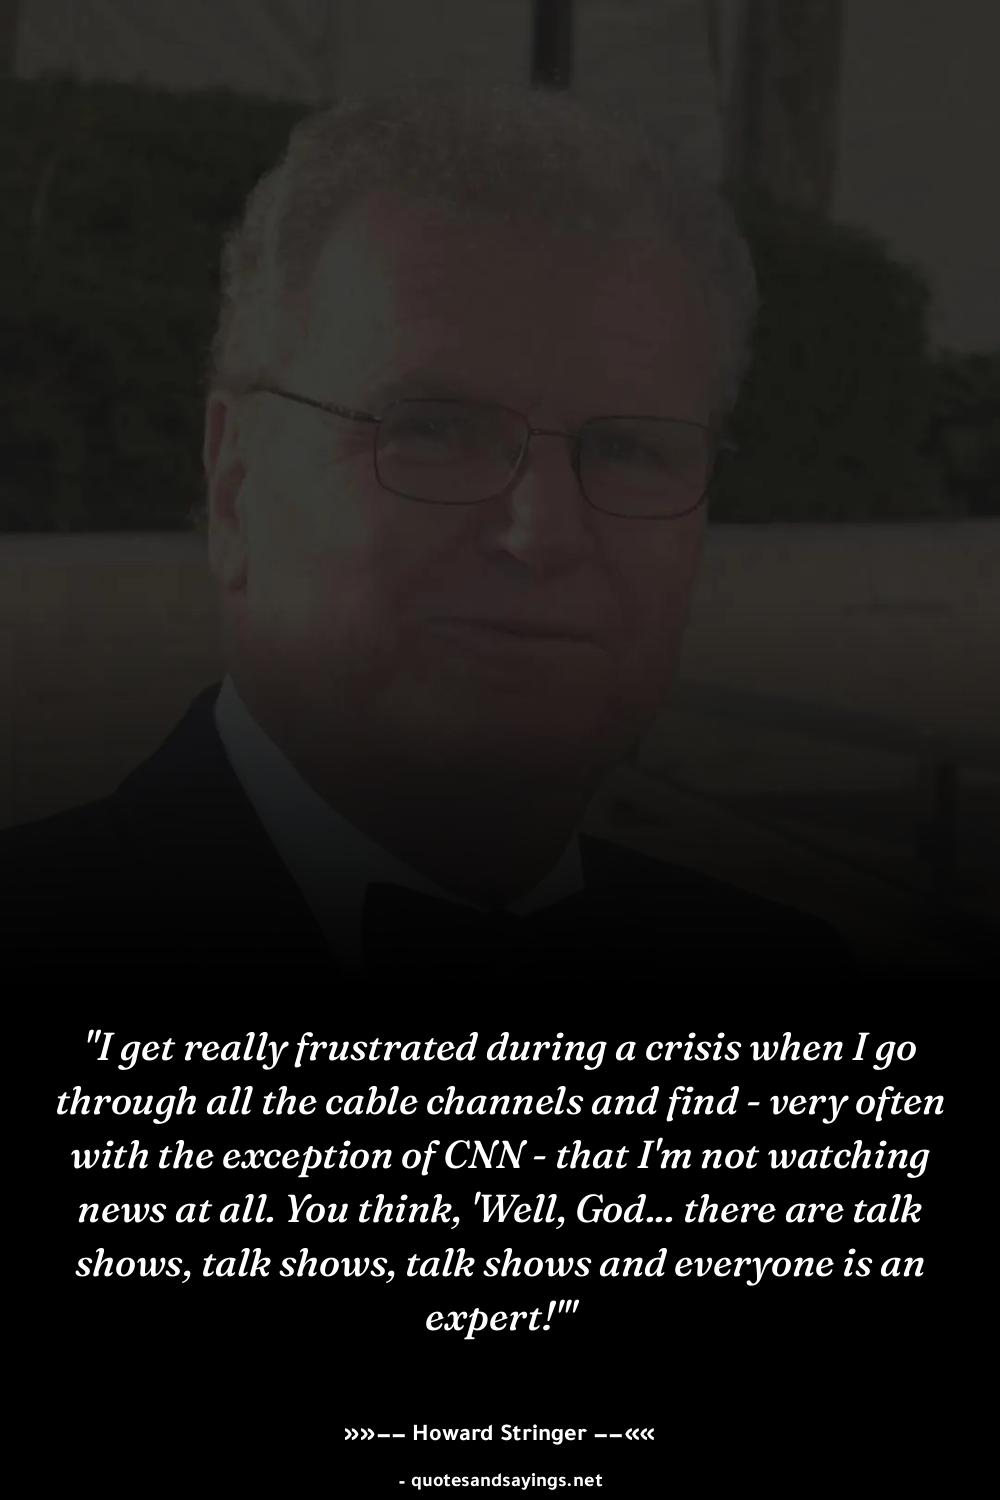 "I get really frustrated during a crisis when I go
through all the cable channels and find - very often
with the exception of CNN - that I'm not watching
news at all. You think, 'Well, God... there are talk
shows, talk shows, talk shows and everyone is an
expert!'"
»»−− Howard Stringer −−««
- quotesandsayings.net